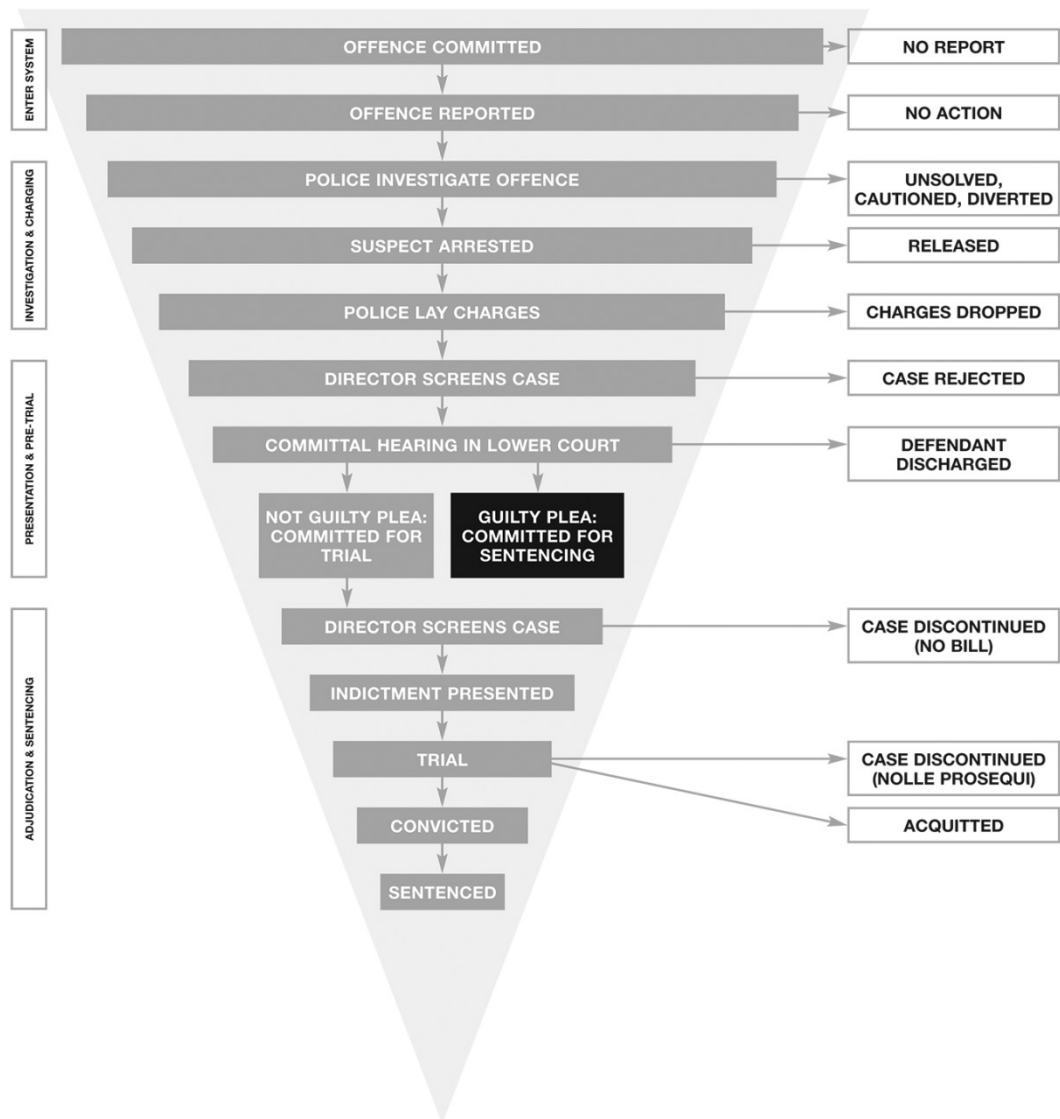 ENTER SYSTEM
OFFENCE COMMITTED
NO REPORT
OFFENCE REPORTED
NO ACTION
INVESTIGATION & CHARGING
POLICE INVESTIGATE OFFENCE
UNSOLVED,
CAUTIONED, DIVERTED
SUSPECT ARRESTED
RELEASED
POLICE LAY CHARGES
CHARGES DROPPED
PRESENTATION & PRE-TRIAL
DIRECTOR SCREENS CASE
CASE REJECTED
COMMITTAL HEARING IN LOWER COURT
DEFENDANT
DISCHARGED
NOT GUILTY PLEA:
COMMITTED FOR
TRIAL
GUILTY PLEA:
COMMITTED FOR
SENTENCING
ADJUDICATION & SENTENCING
DIRECTOR SCREENS CASE
CASE DISCONTINUED
(NO BILL)
INDICTMENT PRESENTED
TRIAL
CASE DISCONTINUED
(NOLLE PROSEQUI)
ACQUITTED
CONVICTED
SENTENCED